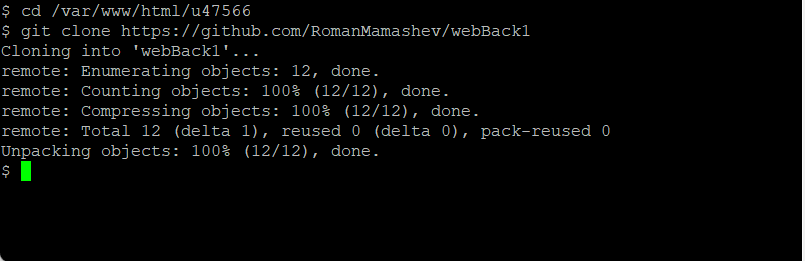 $ cd /var/www/html/u47566
$ git clone https://github.com/RomanMamashev/webBack1
Cloning into 'webBack1'...
remote: Enumerating objects: 12, done.
remote: Counting objects: 100% (12/12), done.
remote: Compressing objects: 100% (12/12), done.
remote: Total 12 (delta 1), reused 0 (delta 0), pack-reused 0
Unpacking objects: 100% (12/12), done.
$